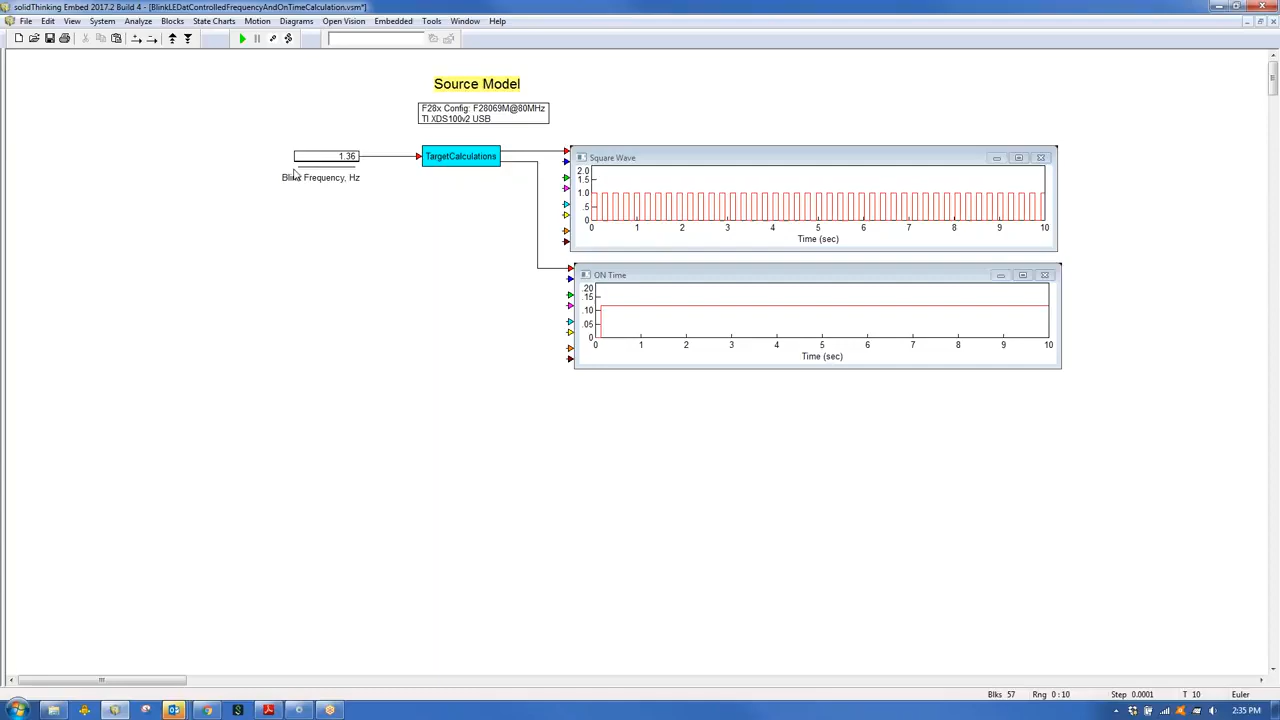 solidThinking Embed 2017.2 Build 4 - [BlinkLEDatControlledFrequencyAndOnTimeCalculation.vsm*]
File Edit View System Analyze Blocks State Charts Motion Diagrams Open Vision Embedded Tools Window Help
Source Model
F28x Config: F28069M@80MHz
TI XDS100v2 USB
1.36
TargetCalculations
Blink Frequency, Hz
Square Wave
2.0
1.5
1.0
.5
0
0 1 2 3 4 5 6 7 8 9 10
Time (sec)
ON Time
.20
.15
.10
.05
0
0 1 2 3 4 5 6 7 8 9 10
Time (sec)
Blks 57 Rng 0:10 Step 0.0001 T 10 Euler
2:35 PM